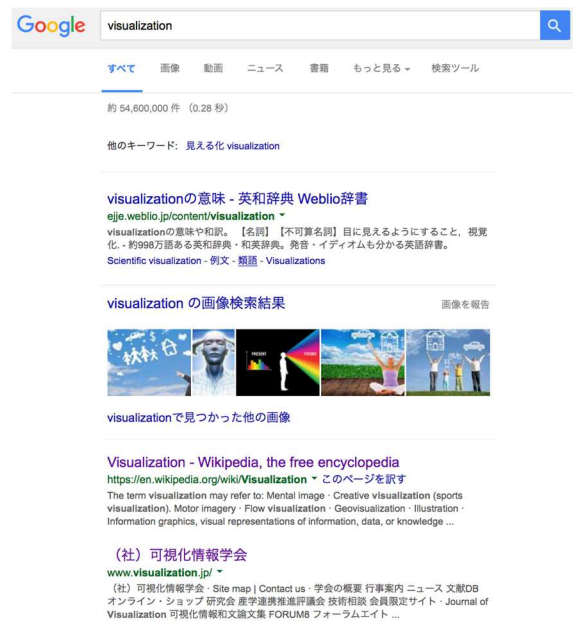 Google visualization
すべて 画像 動画 ニュース 書籍 もっと見る 検索ツール
約 54,600,000 件 （0.28 秒）
他のキーワード: 見える化 visualization
visualizationの意味 - 英和辞典 Weblio辞書
ejje.weblio.jp/content/visualization
visualizationの意味や和訳。 【名詞】【不可算名詞】目に見えるようにすること，視覚
化. - 約998万語ある英和辞典・和英辞典。発音・イディオムも分かる英語辞書。
Scientific visualization - 例文 - 類語 - Visualizations
visualization の画像検索結果 画像を報告
PRESENT FUTURE
visualizationで見つかった他の画像
Visualization - Wikipedia, the free encyclopedia
https://en.wikipedia.org/wiki/Visualization このページを訳す
The term visualization may refer to: Mental image · Creative visualization (sports
visualization). Motor imagery · Flow visualization · Geovisualization · Illustration ·
Information graphics, visual representations of information, data, or knowledge ...
（社）可視化情報学会
www.visualization.jp/
（社）可視化情報学会 · Site map | Contact us · 学会の概要 行事案内 ニュース 文献DB
オンライン・ショップ 研究会 産学連携推進評議会 技術相談 会員限定サイト · Journal of
Visualization 可視化情報和文論文集 FORUM8 フォーラムエイト ...